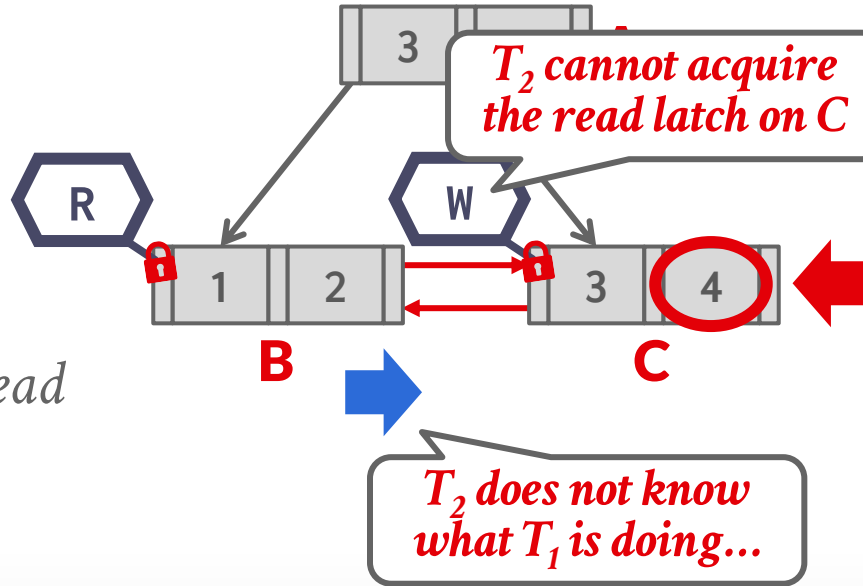 3
T₂ cannot acquire
the read latch on C
R
W
1 2
3 4
B
C
ead
T₂ does not know
what T₁ is doing...